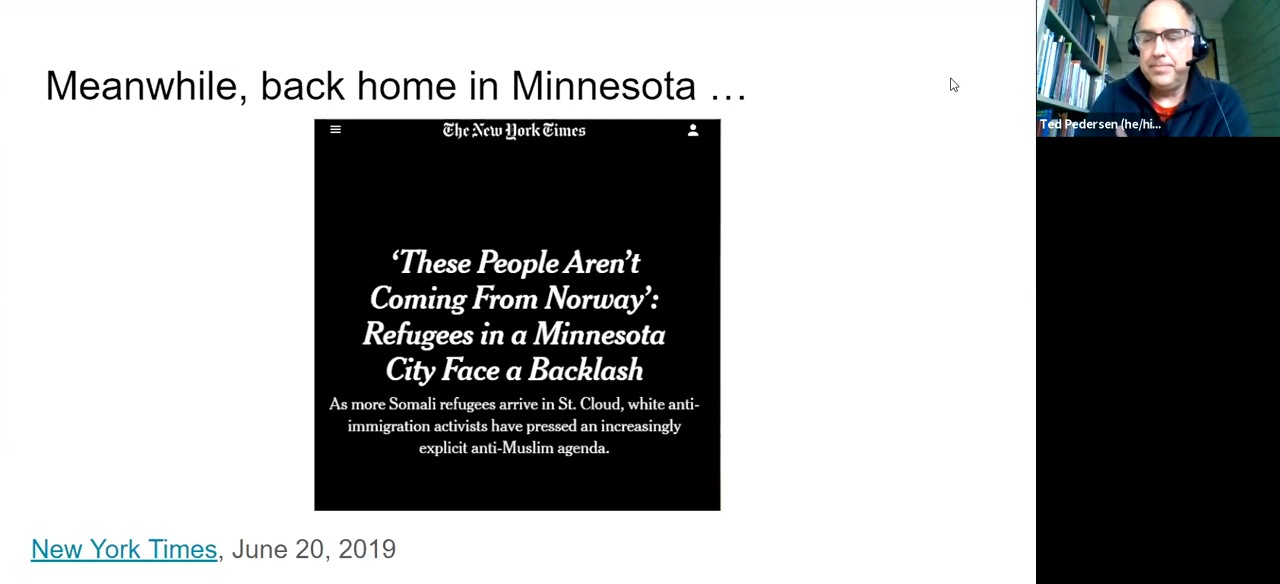 Meanwhile, back home in Minnesota …
The New York Times
‘These People Aren’t
Coming From Norway’:
Refugees in a Minnesota
City Face a Backlash
As more Somali refugees arrive in St. Cloud, white anti-
immigration activists have pressed an increasingly
explicit anti-Muslim agenda.
New York Times, June 20, 2019
Ted Pedersen (he/hi...